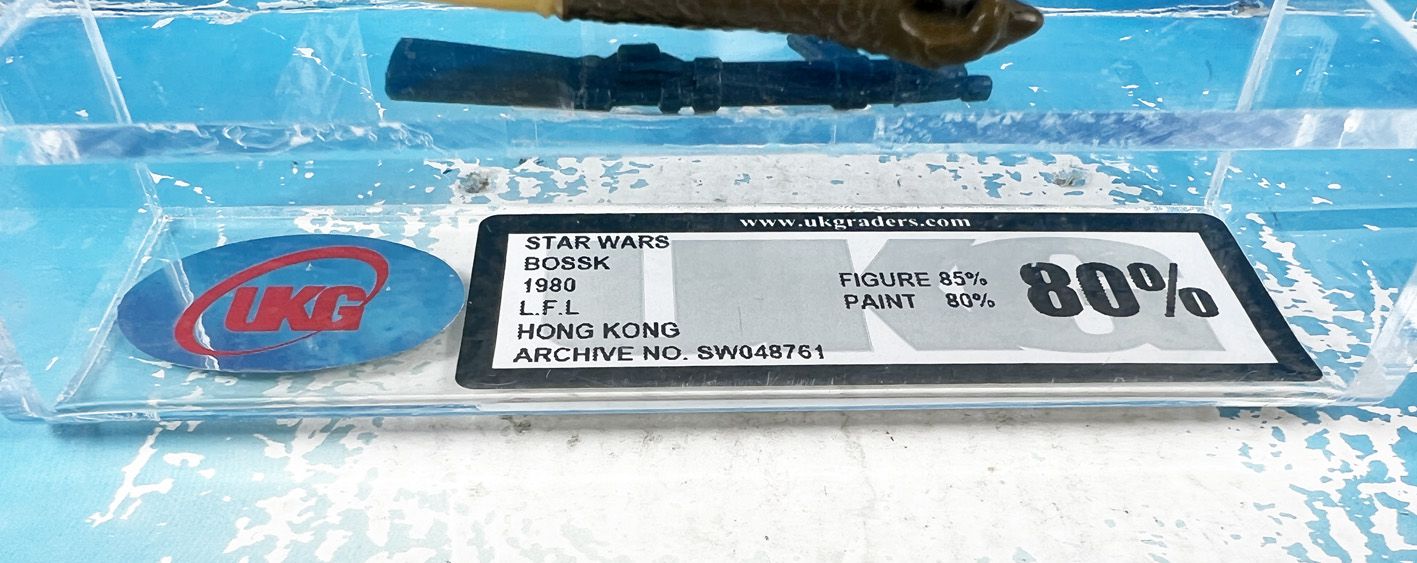 www.ukgraders.com
UKG
STAR WARS
BOSSK
1980
L.F.L
HONG KONG
ARCHIVE NO. SW048761
FIGURE 85%
PAINT 80%
80%